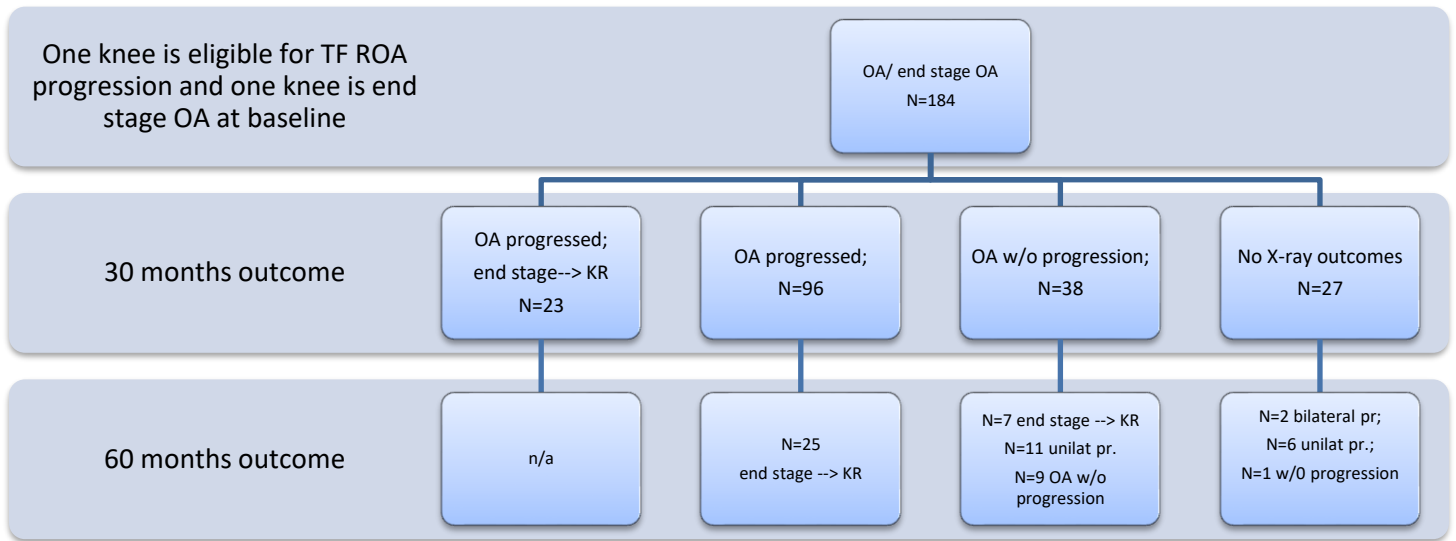 One knee is eligible for TF ROA
progression and one knee is end
stage OA at baseline
OA/ end stage OA
N=184
30 months outcome
OA progressed;
end stage--> KR
N=23
OA progressed;
N=96
OA w/o progression;
N=38
No X-ray outcomes
N=27
60 months outcome
n/a
N=25
end stage --> KR
N=7 end stage --> KR
N=11 unilat pr.
N=9 OA w/o
progression
N=2 bilateral pr;
N=6 unilat pr.;
N=1 w/0 progression